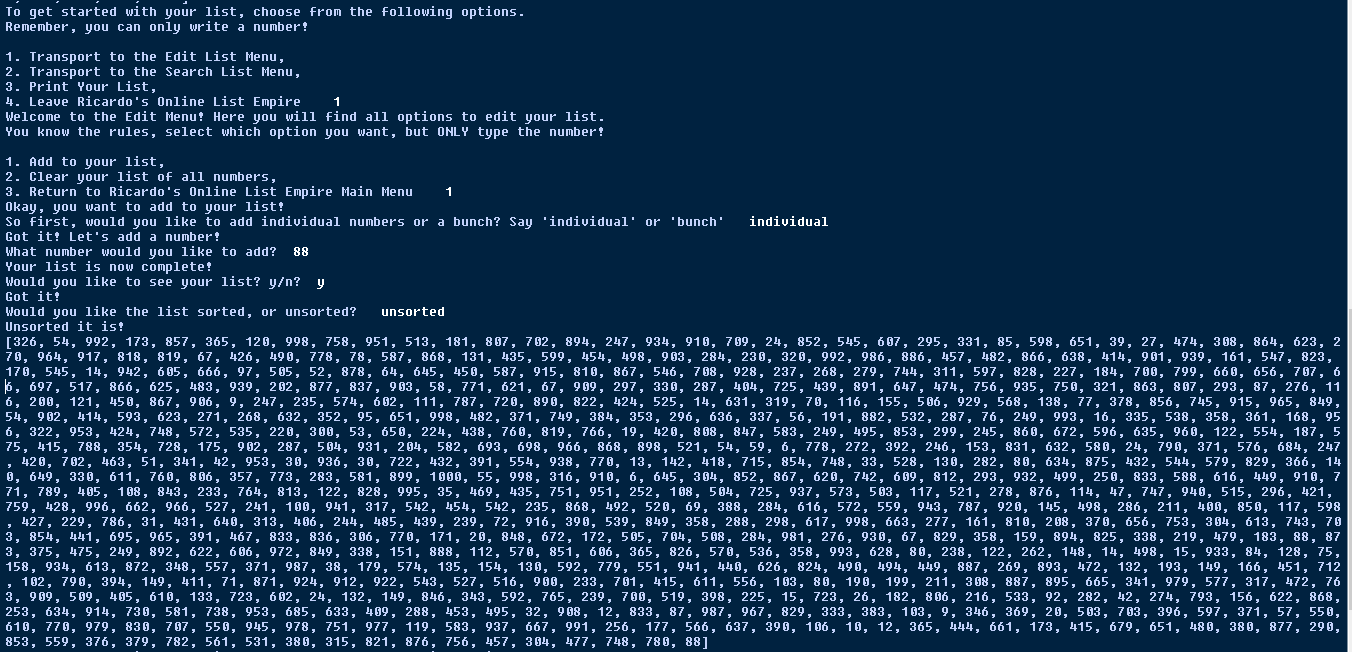 To get started with your list, choose from the following options.
Remember, you can only write a number!
1. Transport to the Edit List Menu,
2. Transport to the Search List Menu,
3. Print Your List,
4. Leave Ricardo's Online List Empire    1
Welcome to the Edit Menu! Here you will find all options to edit your list.
You know the rules, select which option you want, but ONLY type the number!
1. Add to your list,
2. Clear your list of all numbers,
3. Return to Ricardo's Online List Empire Main Menu    1
Okay, you want to add to your list!
So first, would you like to add individual numbers or a bunch? Say 'individual' or 'bunch'   individual
Got it! Let's add a number!
What number would you like to add?  88
Your list is now complete!
Would you like to see your list? y/n?  y
Got it!
Would you like the list sorted, or unsorted?   unsorted
Unsorted it is!
[326, 54, 992, 173, 857, 365, 120, 998, 758, 951, 513, 181, 807, 702, 894, 247, 934, 910, 709, 24, 852, 545, 607, 295, 331, 85, 598, 651, 39, 27, 474, 308, 864, 623, 2
70, 964, 917, 818, 819, 67, 426, 490, 778, 78, 587, 868, 131, 435, 599, 454, 498, 903, 284, 230, 320, 992, 986, 886, 457, 482, 866, 638, 414, 901, 939, 161, 547, 823,
170, 545, 14, 942, 605, 666, 97, 505, 52, 878, 64, 645, 450, 587, 915, 810, 867, 546, 708, 928, 237, 268, 279, 744, 311, 597, 828, 227, 184, 700, 799, 660, 656, 707, 6
6, 697, 517, 866, 625, 483, 939, 202, 877, 837, 903, 58, 771, 621, 67, 909, 297, 330, 287, 404, 725, 439, 891, 647, 474, 756, 935, 750, 321, 863, 807, 293, 87, 276, 11
6, 200, 121, 450, 867, 906, 9, 247, 235, 574, 602, 111, 787, 720, 890, 822, 424, 525, 14, 631, 319, 70, 116, 155, 506, 929, 568, 138, 77, 378, 856, 745, 915, 965, 849,
54, 902, 414, 593, 623, 271, 268, 632, 352, 95, 651, 998, 482, 371, 749, 384, 353, 296, 636, 337, 56, 191, 882, 532, 287, 76, 249, 993, 16, 335, 538, 358, 361, 168, 95
6, 322, 953, 424, 748, 572, 535, 220, 300, 53, 650, 224, 438, 760, 819, 766, 19, 420, 808, 847, 583, 249, 495, 853, 299, 245, 860, 672, 596, 635, 960, 122, 554, 187, 5
75, 415, 788, 354, 728, 175, 902, 287, 504, 931, 204, 582, 693, 698, 966, 868, 898, 521, 54, 59, 6, 778, 272, 392, 246, 153, 831, 632, 580, 24, 790, 371, 576, 684, 247
, 420, 702, 463, 51, 341, 42, 953, 30, 936, 30, 722, 432, 391, 554, 938, 770, 13, 142, 418, 715, 854, 748, 33, 528, 130, 282, 80, 634, 875, 432, 544, 579, 829, 366, 14
0, 649, 330, 611, 760, 806, 357, 773, 283, 581, 899, 1000, 55, 998, 316, 910, 6, 645, 304, 852, 867, 620, 742, 609, 812, 293, 932, 499, 250, 833, 588, 616, 449, 910, 7
71, 789, 405, 108, 843, 233, 764, 813, 122, 828, 995, 35, 469, 435, 751, 951, 252, 108, 504, 725, 937, 573, 503, 117, 521, 278, 876, 114, 47, 747, 940, 515, 296, 421,
759, 428, 996, 662, 966, 527, 241, 100, 941, 317, 542, 454, 542, 235, 868, 492, 520, 69, 388, 284, 616, 572, 559, 943, 787, 920, 145, 498, 286, 211, 400, 850, 117, 598
, 427, 229, 786, 31, 431, 640, 313, 406, 244, 485, 439, 239, 72, 916, 390, 539, 849, 358, 288, 298, 617, 998, 663, 277, 161, 810, 208, 370, 656, 753, 304, 613, 743, 70
3, 854, 441, 695, 965, 391, 467, 833, 836, 306, 770, 171, 20, 848, 672, 172, 505, 704, 508, 284, 981, 276, 930, 67, 829, 358, 159, 894, 825, 338, 219, 479, 183, 88, 87
3, 375, 475, 249, 892, 622, 606, 972, 849, 338, 151, 888, 112, 570, 851, 606, 365, 826, 570, 536, 358, 993, 628, 80, 238, 122, 262, 148, 14, 498, 15, 933, 84, 128, 75,
158, 934, 613, 872, 348, 557, 371, 987, 38, 179, 574, 135, 154, 130, 592, 779, 551, 941, 440, 626, 824, 490, 494, 449, 887, 269, 893, 472, 132, 193, 149, 166, 451, 712
, 102, 790, 394, 149, 411, 71, 871, 924, 912, 922, 543, 527, 516, 900, 233, 701, 415, 611, 556, 103, 80, 190, 199, 211, 308, 887, 895, 665, 341, 979, 577, 317, 472, 76
3, 909, 509, 405, 610, 133, 723, 602, 24, 132, 149, 846, 343, 592, 765, 239, 700, 519, 398, 225, 15, 723, 26, 182, 806, 216, 533, 92, 282, 42, 274, 793, 156, 622, 868,
253, 634, 914, 730, 581, 738, 953, 685, 633, 409, 288, 453, 495, 32, 908, 12, 833, 87, 987, 967, 829, 333, 383, 103, 9, 346, 369, 20, 503, 703, 396, 597, 371, 57, 550,
610, 770, 979, 830, 707, 550, 945, 978, 751, 977, 119, 583, 937, 667, 991, 256, 177, 566, 637, 390, 106, 10, 12, 365, 444, 661, 173, 415, 679, 651, 480, 380, 877, 290,
853, 559, 376, 379, 782, 561, 531, 380, 315, 821, 876, 756, 457, 304, 477, 748, 780, 88]